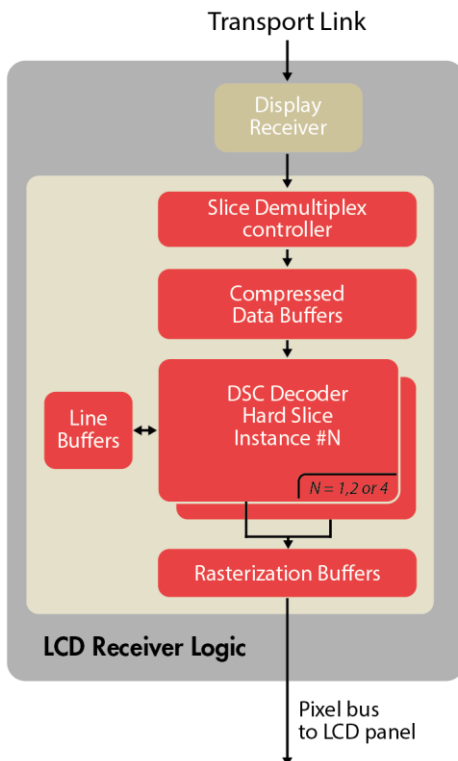 Transport Link
Display
Receiver
Slice Demultiplex
controller
Compressed
Data Buffers
DSC Decoder
Hard Slice
Instance #N
N = 1,2 or 4
Line
Buffers
Rasterization Buffers
LCD Receiver Logic
Pixel bus
to LCD panel